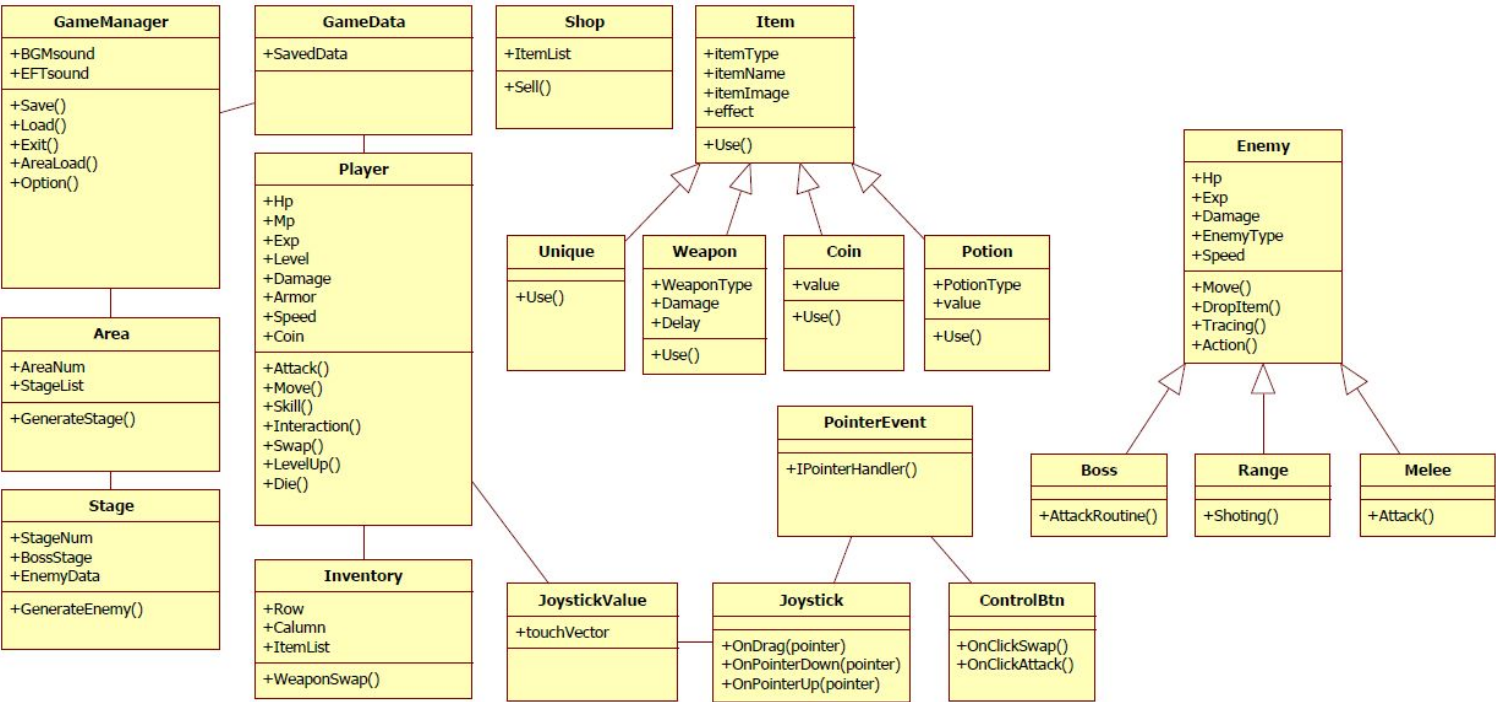 GameManager
+BGMsound
+EFTsound
+Save()
+Load()
+Exit()
+AreaLoad()
+Option()
GameData
+SavedData
Shop
+ItemList
+Sell()
Item
+itemType
+itemName
+itemImage
+effect
+Use()
Enemy
+Hp
+Exp
+Damage
+EnemyType
+Speed
+Move()
+DropItem()
+Tracing()
+Action()
Player
+Hp
+Mp
+Exp
+Level
+Damage
+Armor
+Speed
+Coin
+Attack()
+Move()
+Skill()
+Interaction()
+Swap()
+LevelUp()
+Die()
Unique
+Use()
Weapon
+WeaponType
+Damage
+Delay
+Use()
Coin
+value
+Use()
Potion
+PotionType
+value
+Use()
Area
+AreaNum
+StageList
+GenerateStage()
PointerEvent
+IPointerHandler()
Boss
+AttackRoutine()
Range
+Shoting()
Melee
+Attack()
Stage
+StageNum
+BossStage
+EnemyData
+GenerateEnemy()
Inventory
+Row
+Calumn
+ItemList
+WeaponSwap()
JoystickValue
+touchVector
Joystick
+OnDrag(pointer)
+OnPointerDown(pointer)
+OnPointerUp(pointer)
ControlBtn
+OnClickSwap()
+OnClickAttack()